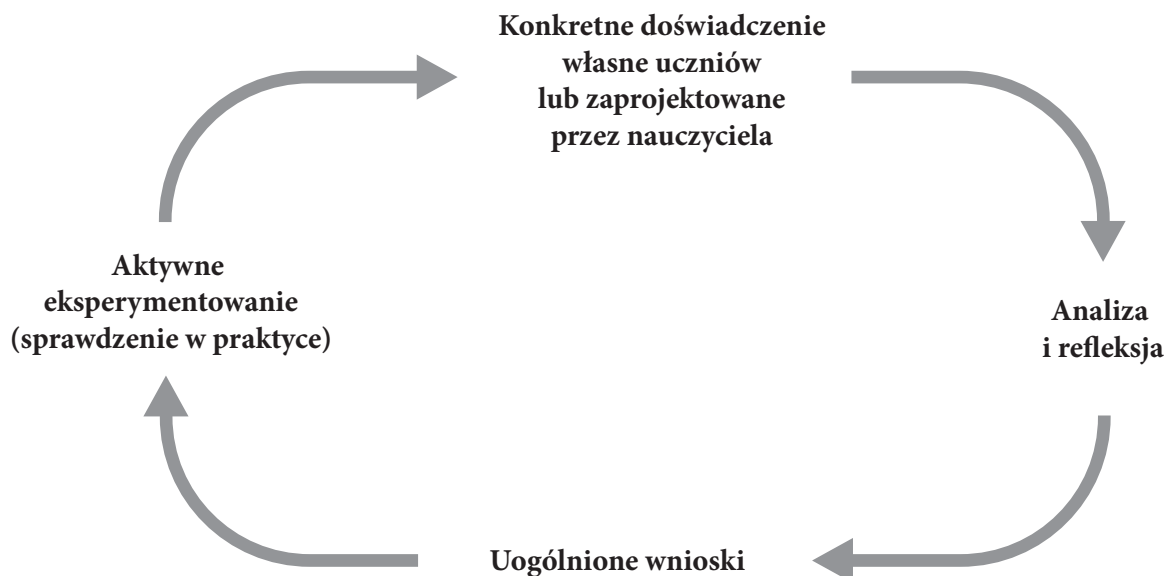 Konkretne doświadczenie
własne uczniów
lub zaprojektowane
przez nauczyciela
Analiza
i refleksja
Uogólnione wnioski
Aktywne
eksperymentowanie
(sprawdzenie w praktyce)